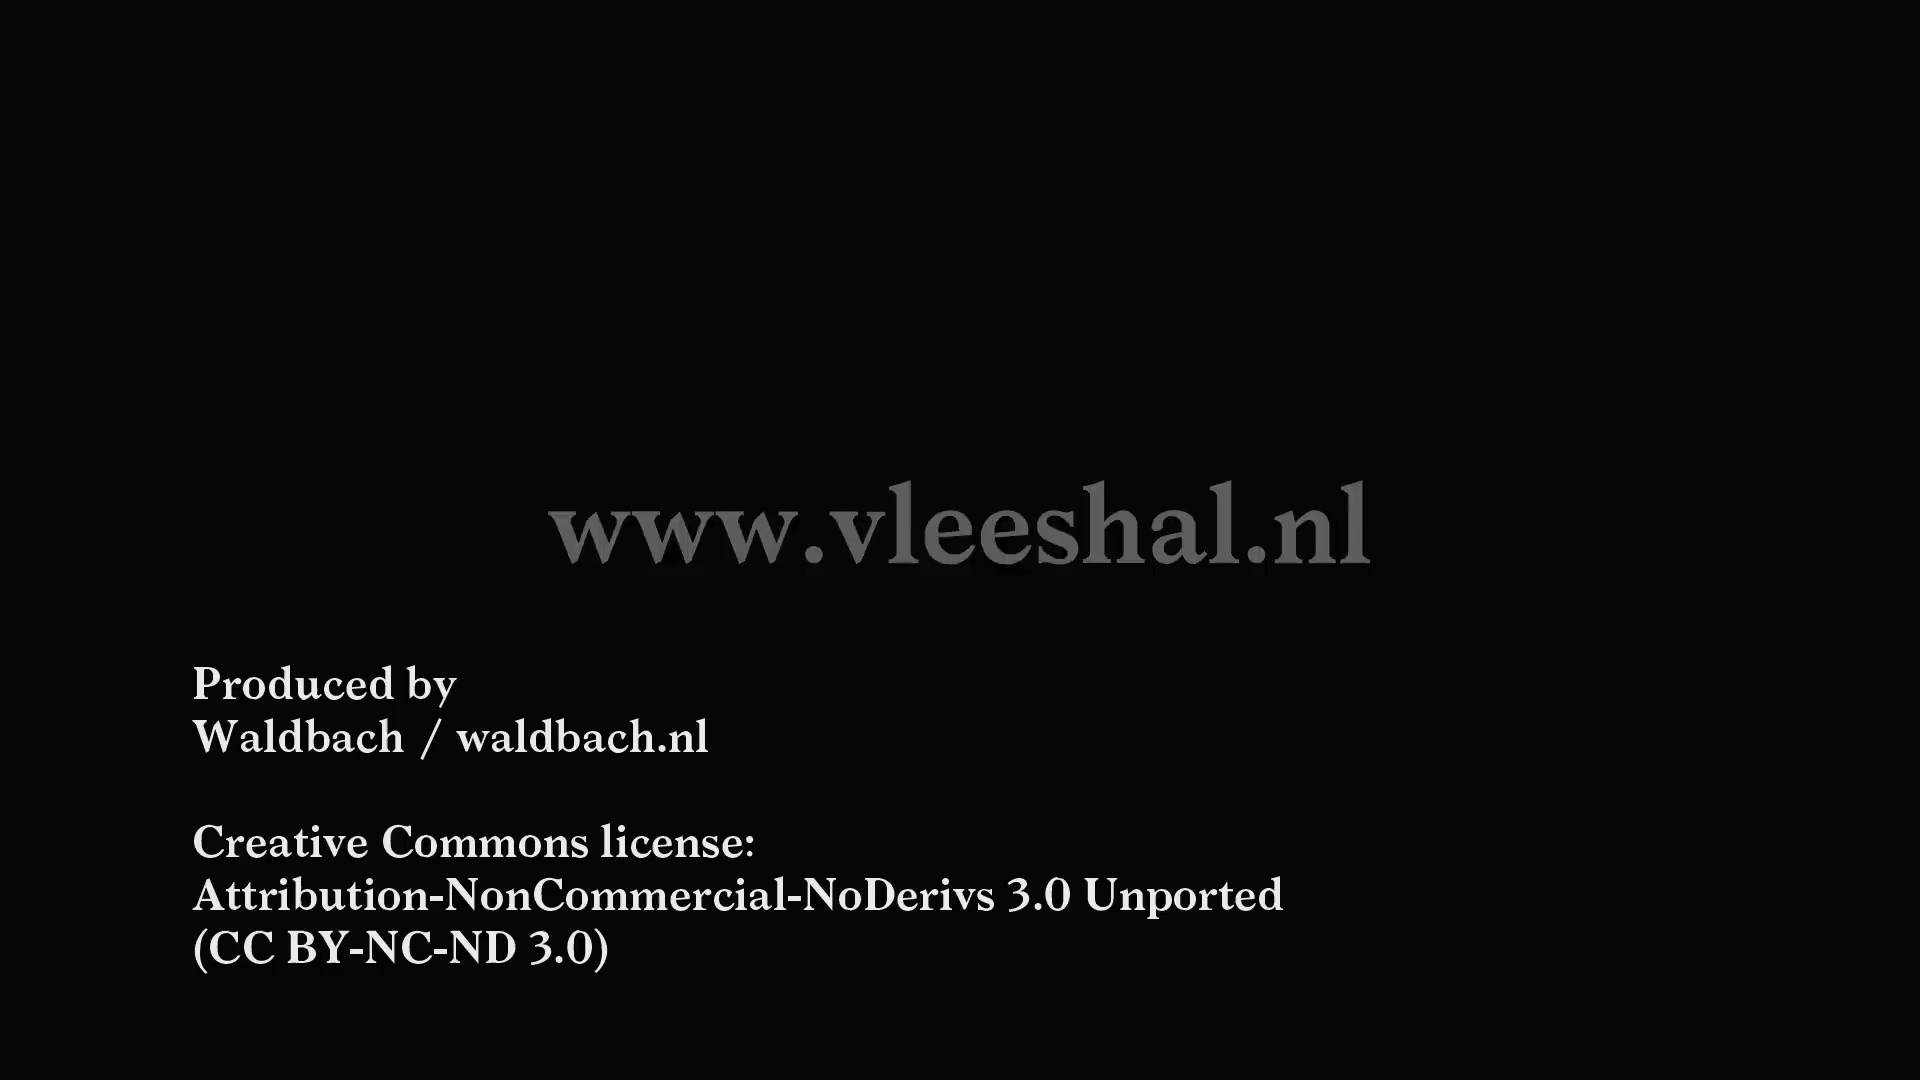 www.vleeshal.nl
Produced by
Waldbach / waldbach.nl
Creative Commons license:
Attribution-NonCommercial-NoDerivs 3.0 Unported
(CC BY-NC-ND 3.0)